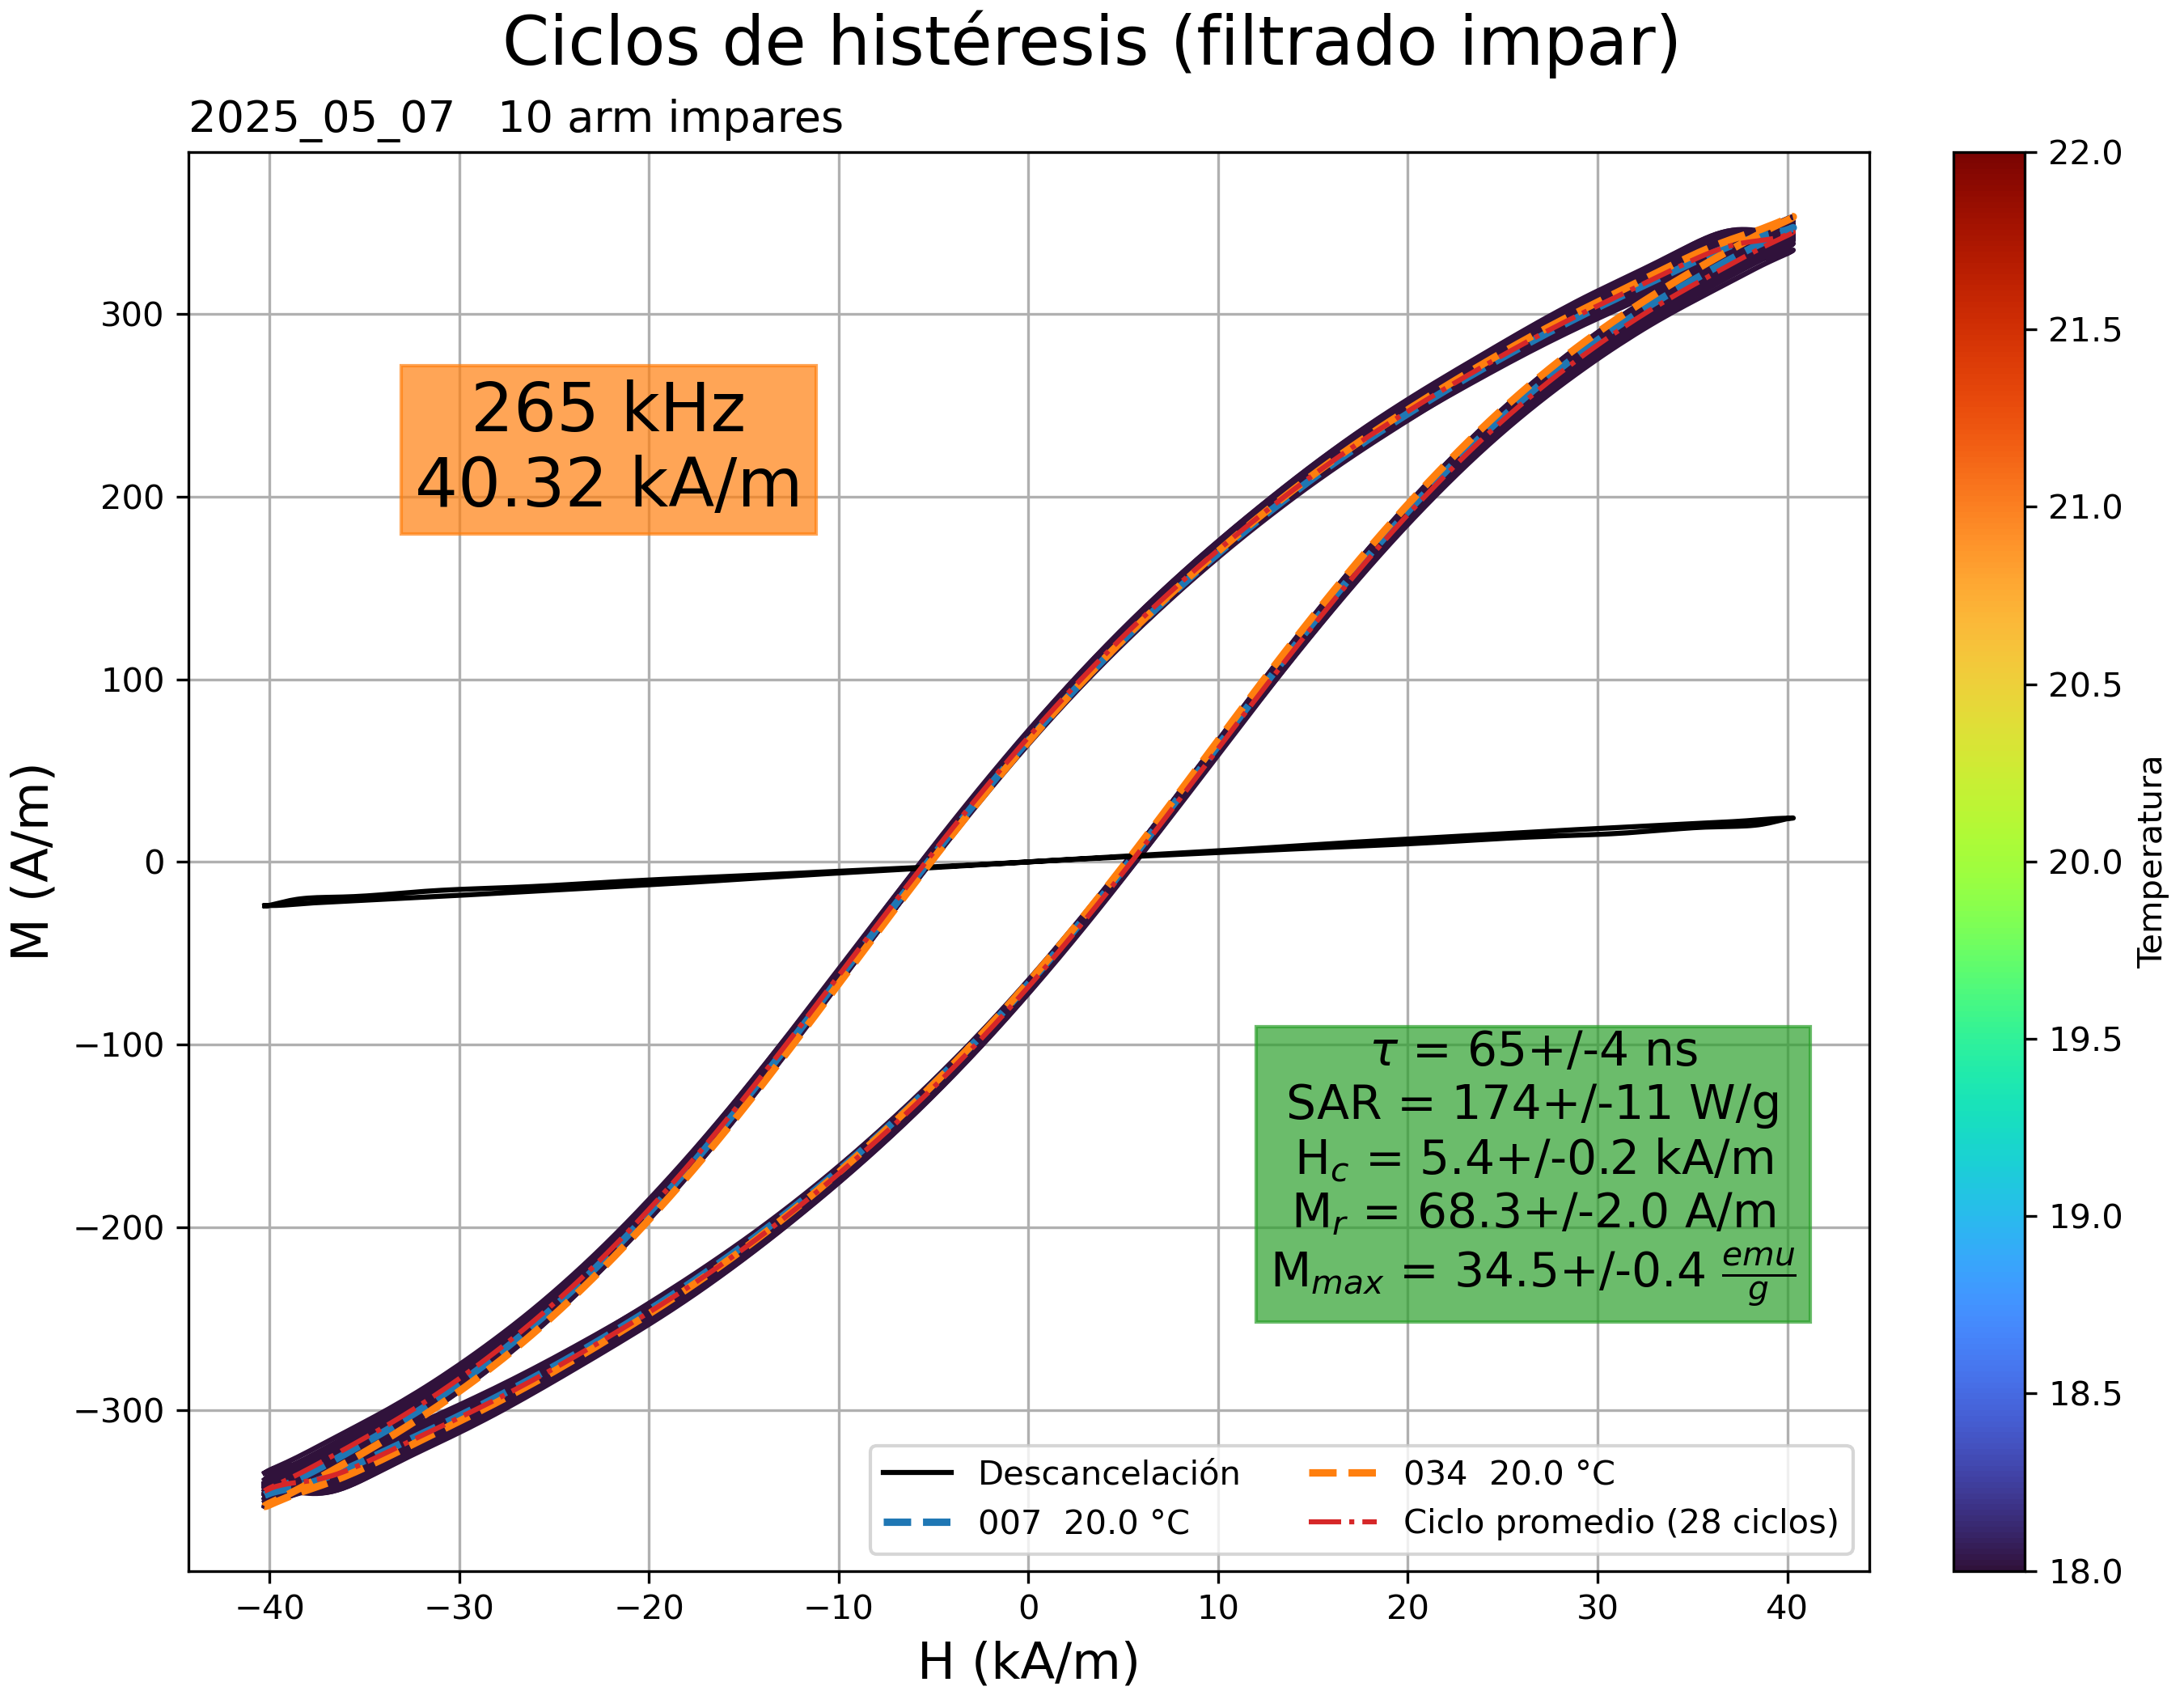 Ciclos de histéresis (filtrado impar)
2025_05_07   10 arm impares
265 kHz
40.32 kA/m
M (A/m)
300
200
100
0
−100
−200
−300
τ = 65+/-4 ns
SAR = 174+/-11 W/g
H_c = 5.4+/-0.2 kA/m
M_r = 68.3+/-2.0 A/m
M_max = 34.5+/-0.4 emu/g
Descancelación
007  20.0 °C
034  20.0 °C
Ciclo promedio (28 ciclos)
−40 −30 −20 −10 0 10 20 30 40
H (kA/m)
22.0
21.5
21.0
20.5
20.0
19.5
19.0
18.5
18.0
Temperatura